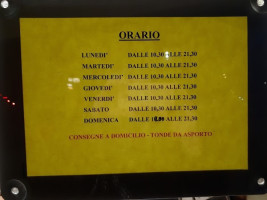 ORARIO
LUNEDI' DALLE 10,30 ALLE 21,30
MARTEDI' DALLE 10,30 ALLE 21,30
MERCOLEDI' DALLE 10,30 ALLE 21,30
GIOVEDI' DALLE 10,30 ALLE 21,30
VENERDI' DALLE 10,30 ALLE 21,30
SABATO DALLE 10,30 ALLE 21,30
DOMENICA DALLE ALLE 21,30
CONSEGNE A DOMICILIO - TONDE DA ASPORTO